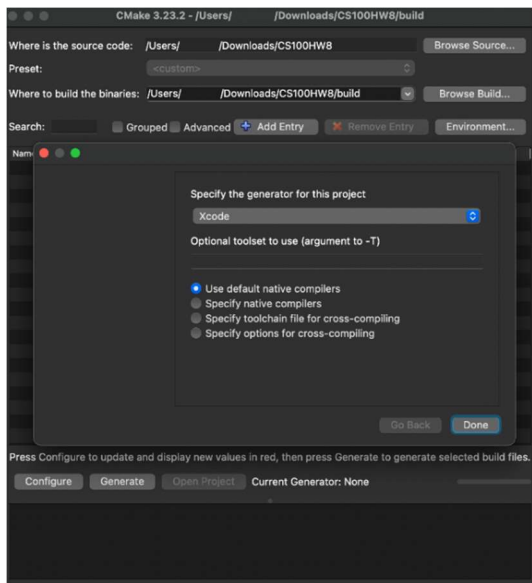 CMake 3.23.2 - /Users/ /Downloads/CS100HW8/build
Where is the source code: /Users/ /Downloads/CS100HW8 Browse Source...
Preset: <custom>
Where to build the binaries: /Users/ /Downloads/CS100HW8/build Browse Build...
Search: Grouped Advanced Add Entry Remove Entry Environment...
Nam
Specify the generator for this project
Xcode
Optional toolset to use (argument to -T)
Use default native compilers
Specify native compilers
Specify toolchain file for cross-compiling
Specify options for cross-compiling
Go Back Done
Press Configure to update and display new values in red, then press Generate to generate selected build files.
Configure Generate Open Project Current Generator: None